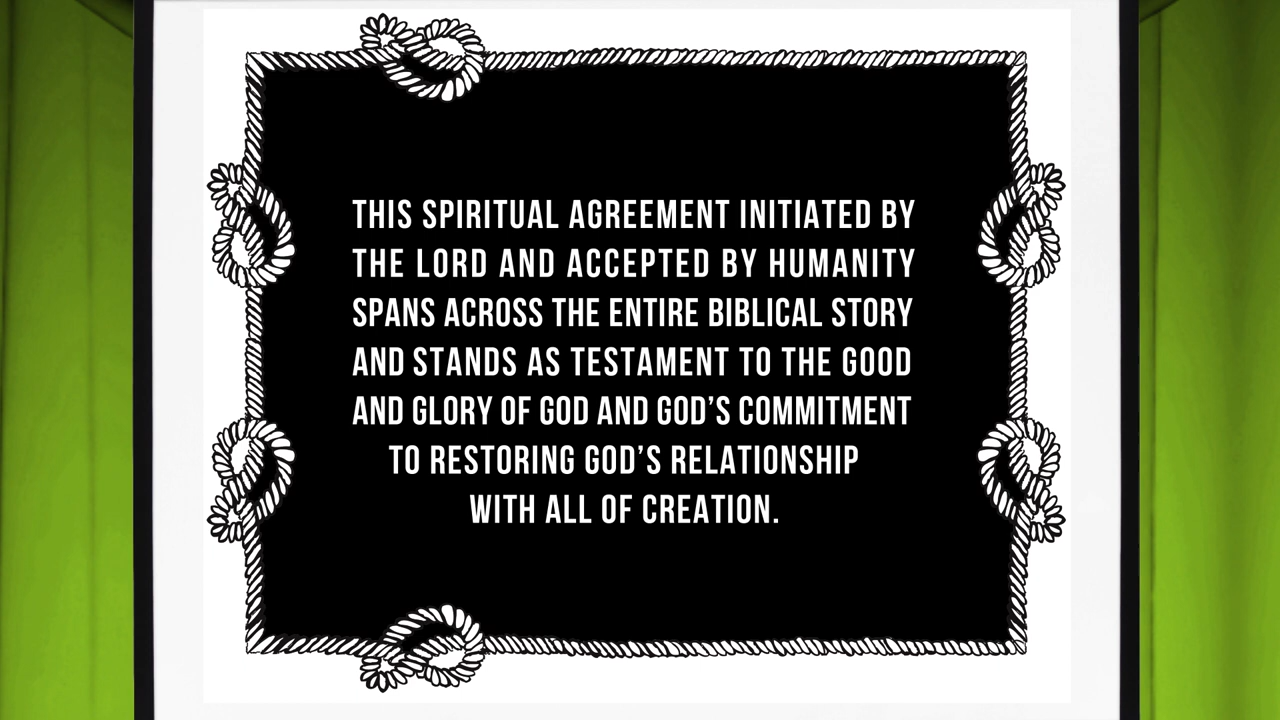 THIS SPIRITUAL AGREEMENT INITIATED BY
THE LORD AND ACCEPTED BY HUMANITY
SPANS ACROSS THE ENTIRE BIBLICAL STORY
AND STANDS AS TESTAMENT TO THE GOOD
AND GLORY OF GOD AND GOD’S COMMITMENT
TO RESTORING GOD’S RELATIONSHIP
WITH ALL OF CREATION.